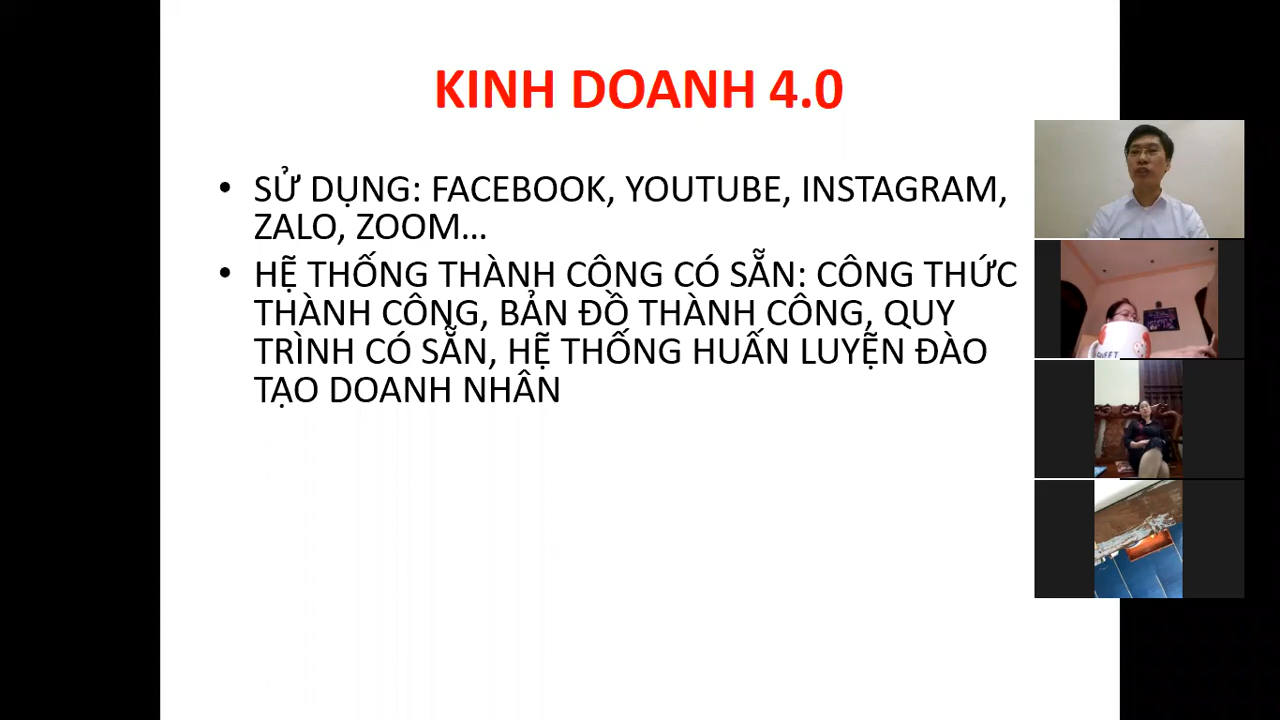 KINH DOANH 4.0
• SỬ DỤNG: FACEBOOK, YOUTUBE, INSTAGRAM,
ZALO, ZOOM...
• HỆ THỐNG THÀNH CÔNG CÓ SẴN: CÔNG THỨC
THÀNH CÔNG, BẢN ĐỒ THÀNH CÔNG, QUY
TRÌNH CÓ SẴN, HỆ THỐNG HUẤN LUYỆN ĐÀO
TẠO DOANH NHÂN